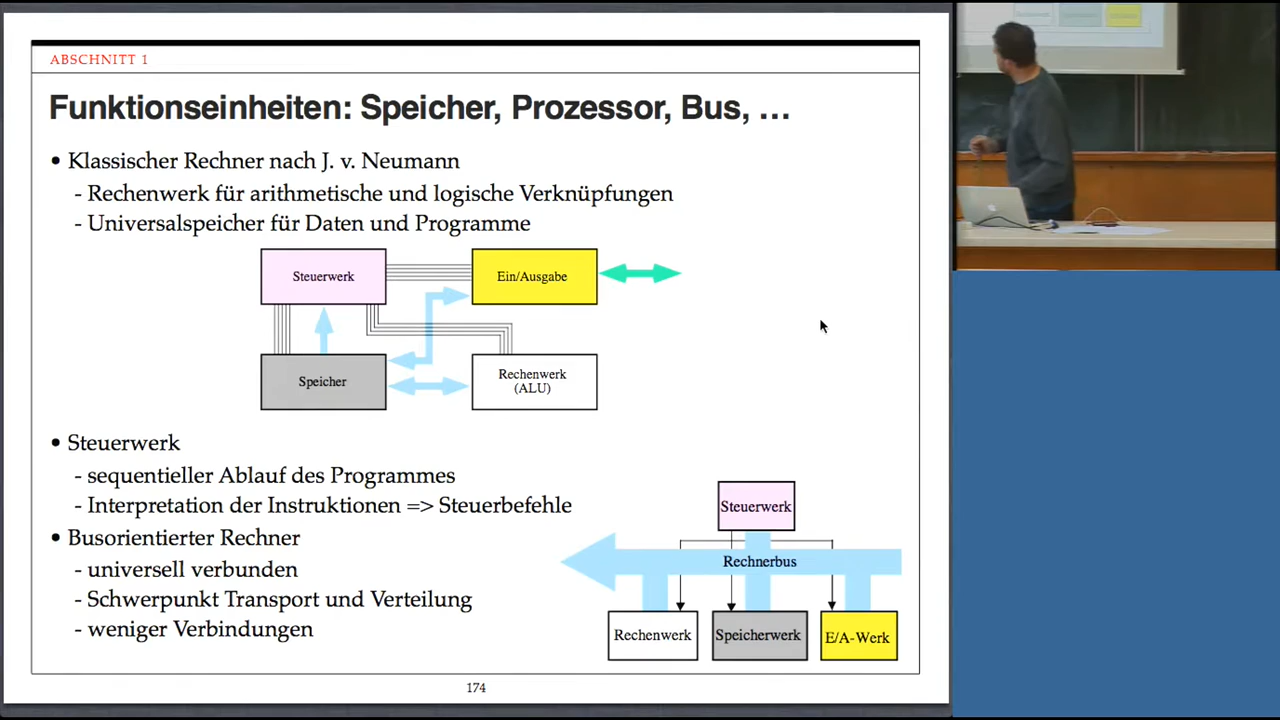 ABSCHNITT 1
Funktionseinheiten: Speicher, Prozessor, Bus, …
• Klassischer Rechner nach J. v. Neumann
- Rechenwerk für arithmetische und logische Verknüpfungen
- Universalspeicher für Daten und Programme
Steuerwerk
Ein/Ausgabe
Speicher
Rechenwerk
(ALU)
• Steuerwerk
- sequentieller Ablauf des Programmes
- Interpretation der Instruktionen => Steuerbefehle
• Busorientierter Rechner
- universell verbunden
- Schwerpunkt Transport und Verteilung
- weniger Verbindungen
Steuerwerk
Rechnerbus
Rechenwerk
Speicherwerk
E/A-Werk
174